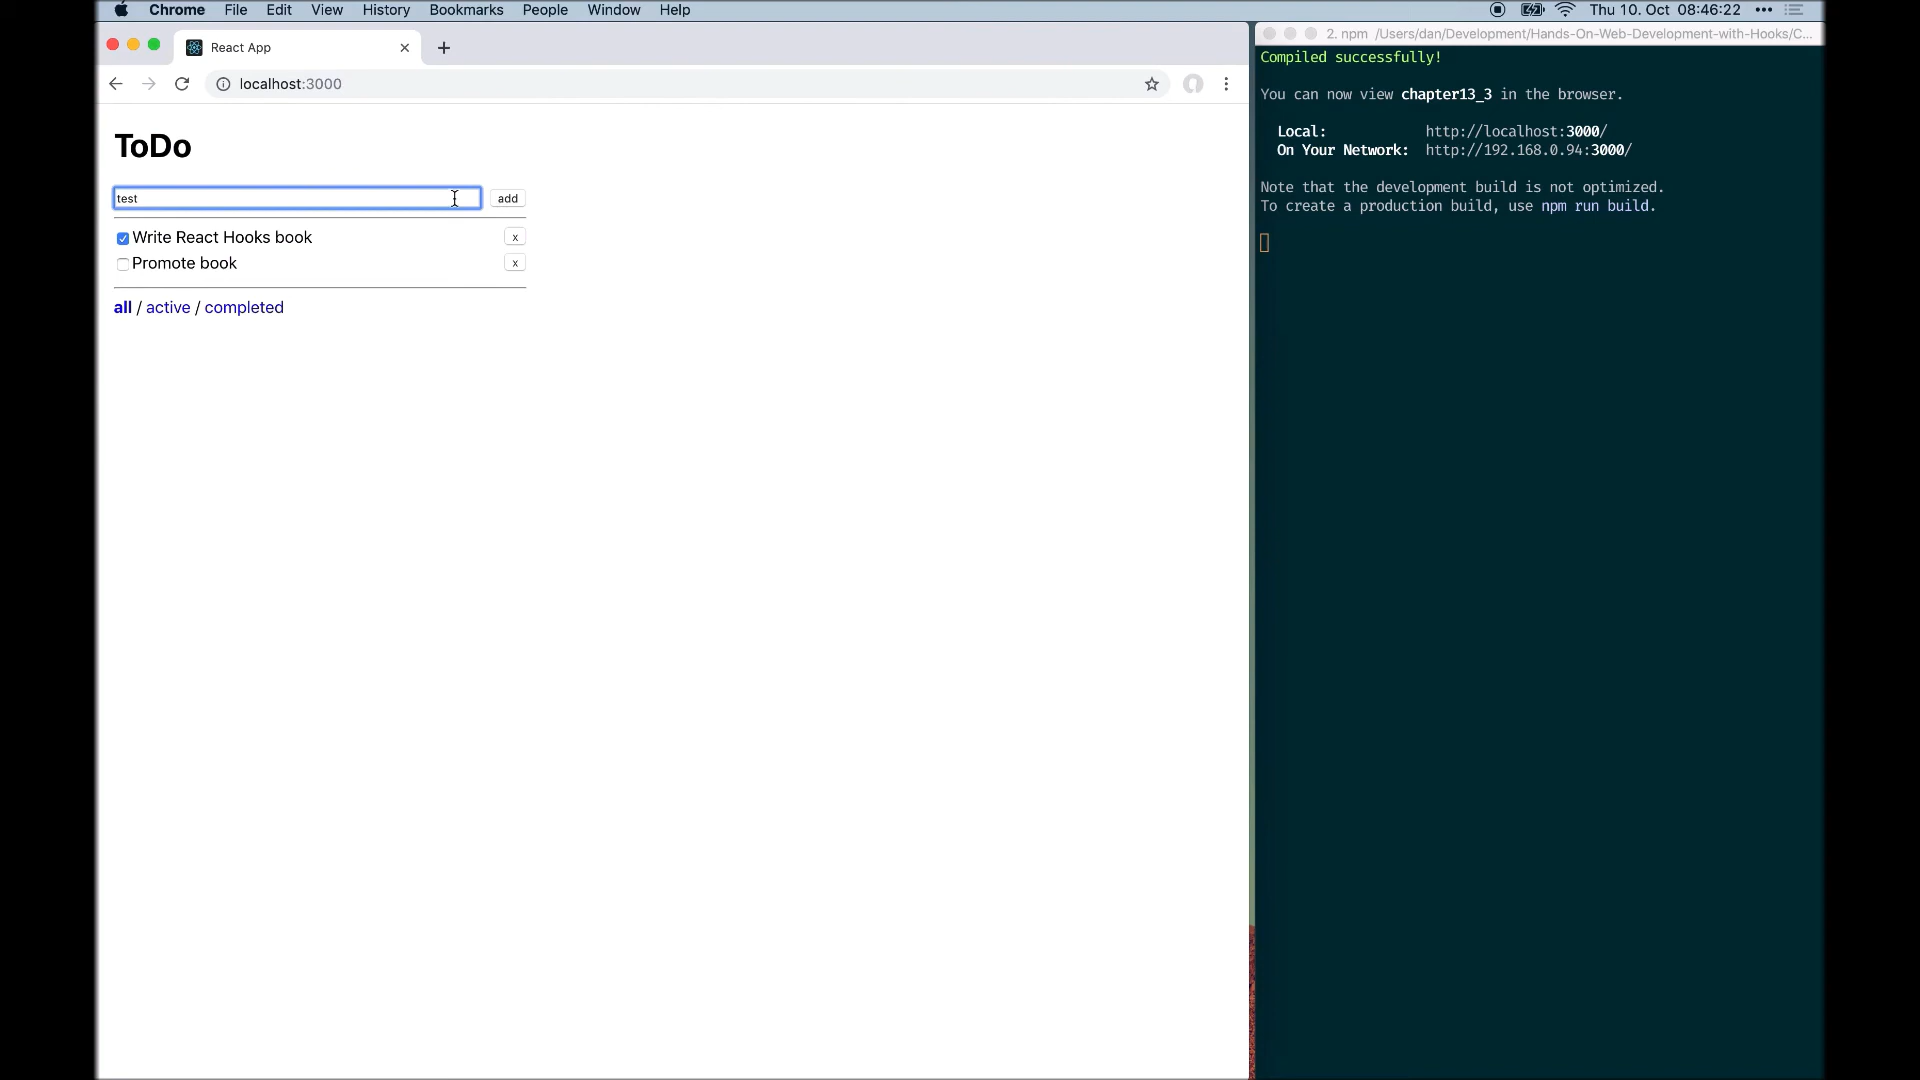 Chrome File Edit View History Bookmarks People Window Help Thu 10. Oct 08:46:22
React App
localhost:3000
ToDo
test add
Write React Hooks book x
Promote book x
all / active / completed
2. npm /Users/dan/Development/Hands-On-Web-Development-with-Hooks/C...
Compiled successfully!
You can now view chapter13_3 in the browser.
Local: http://localhost:3000/
On Your Network: http://192.168.0.94:3000/
Note that the development build is not optimized.
To create a production build, use npm run build.